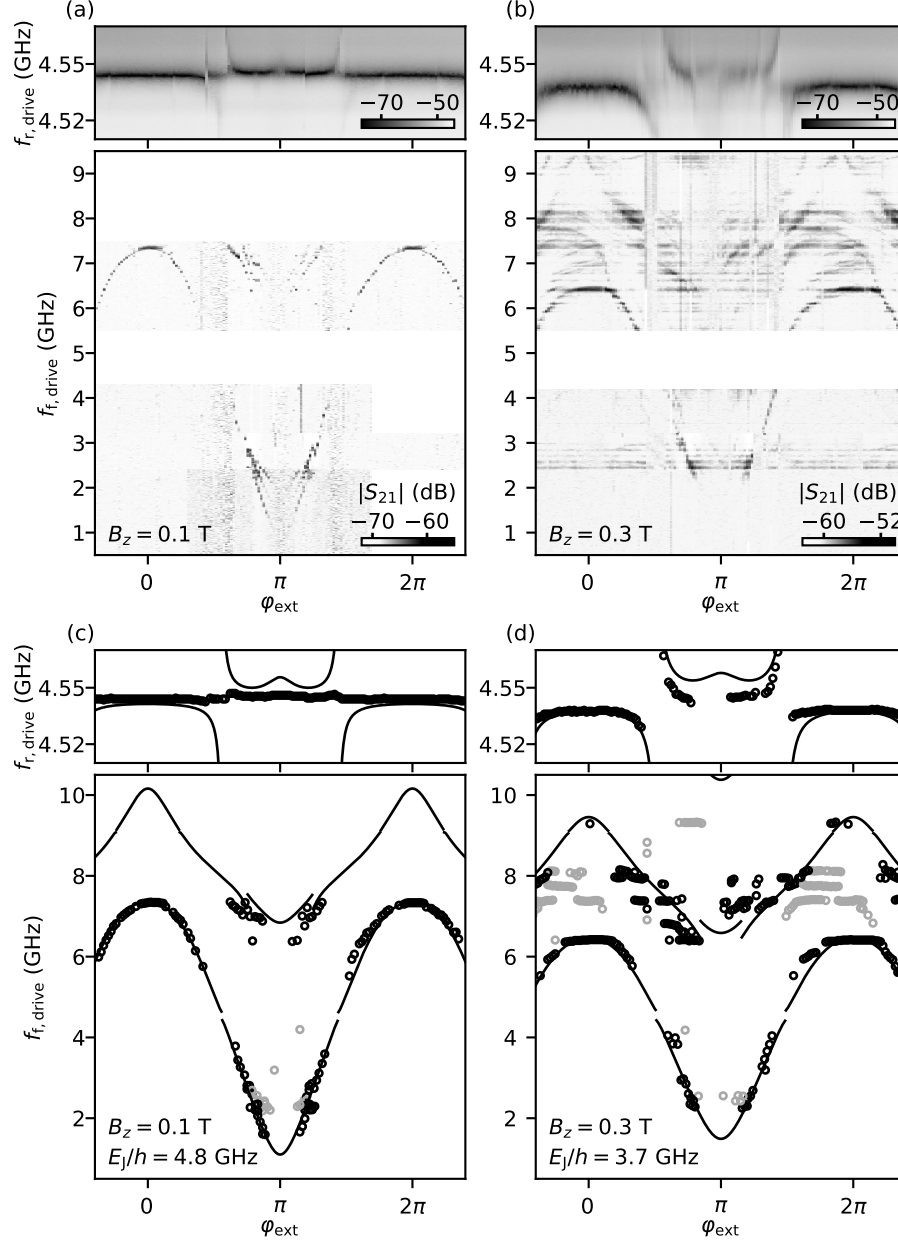 (a)
(b)
f_r,drive (GHz)
4.55
4.52
−70 −50
4.55
4.52
−70 −50
f_f,drive (GHz)
9
8
7
6
5
4
3
2
1
|S_21| (dB)
−70 −60
B_z = 0.1 T
0 π 2π
φ_ext
9
8
7
6
5
4
3
2
1
|S_21| (dB)
−60 −52
B_z = 0.3 T
0 π 2π
φ_ext
(c)
(d)
f_r,drive (GHz)
4.55
4.52
4.55
4.52
f_f,drive (GHz)
10
8
6
4
2
B_z = 0.1 T
E_J/h = 4.8 GHz
0 π 2π
φ_ext
10
8
6
4
2
B_z = 0.3 T
E_J/h = 3.7 GHz
0 π 2π
φ_ext